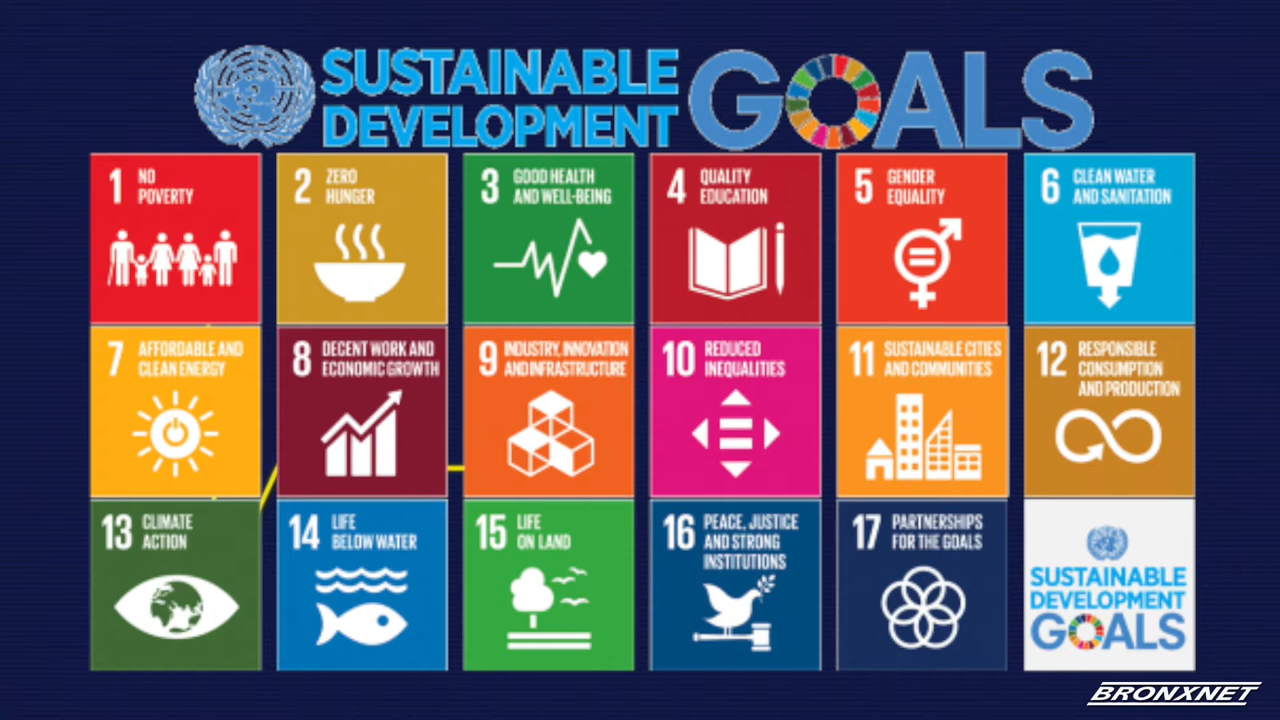 SUSTAINABLE
DEVELOPMENT
GOALS
1 NO
POVERTY
2 ZERO
HUNGER
3 GOOD HEALTH
AND WELL-BEING
4 QUALITY
EDUCATION
5 GENDER
EQUALITY
6 CLEAN WATER
AND SANITATION
7 AFFORDABLE AND
CLEAN ENERGY
8 DECENT WORK AND
ECONOMIC GROWTH
9 INDUSTRY, INNOVATION
AND INFRASTRUCTURE
10 REDUCED
INEQUALITIES
11 SUSTAINABLE CITIES
AND COMMUNITIES
12 RESPONSIBLE
CONSUMPTION
AND PRODUCTION
13 CLIMATE
ACTION
14 LIFE
BELOW WATER
15 LIFE
ON LAND
16 PEACE, JUSTICE
AND STRONG
INSTITUTIONS
17 PARTNERSHIPS
FOR THE GOALS
SUSTAINABLE
DEVELOPMENT
GOALS
BRONXNET